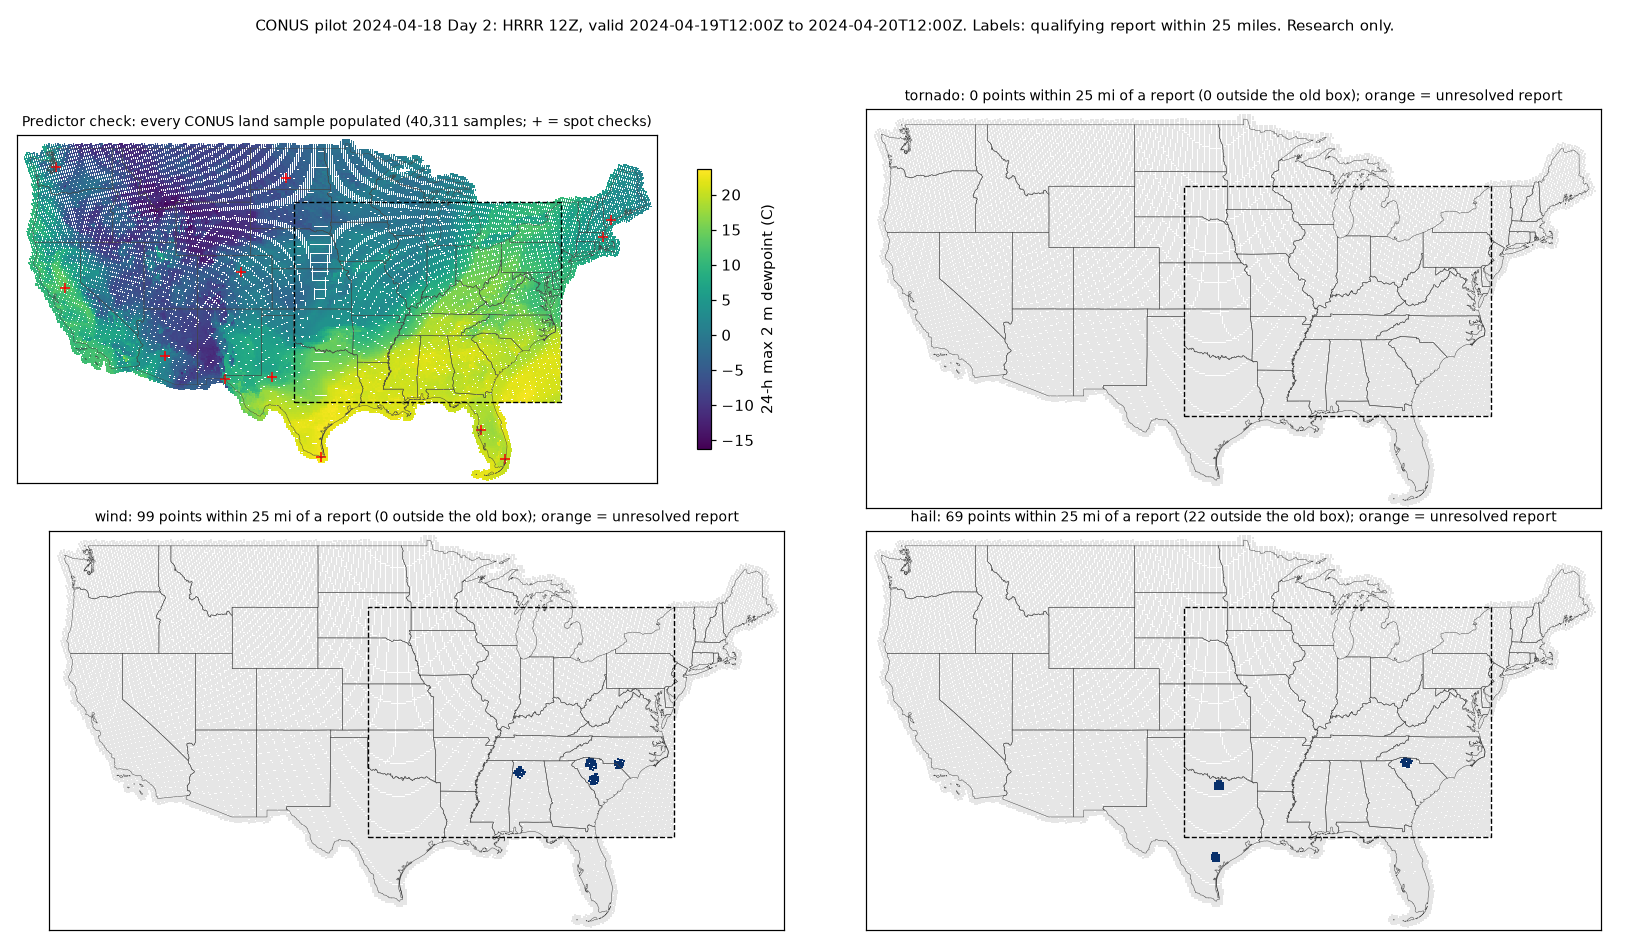 CONUS pilot 2024-04-18 Day 2: HRRR 12Z, valid 2024-04-19T12:00Z to 2024-04-20T12:00Z. Labels: qualifying report within 25 miles. Research only.
Predictor check: every CONUS land sample populated (40,311 samples; + = spot checks)
20
15
10
5
0
−5
−10
−15
24-h max 2 m dewpoint (C)
tornado: 0 points within 25 mi of a report (0 outside the old box); orange = unresolved report
wind: 99 points within 25 mi of a report (0 outside the old box); orange = unresolved report
hail: 69 points within 25 mi of a report (22 outside the old box); orange = unresolved report